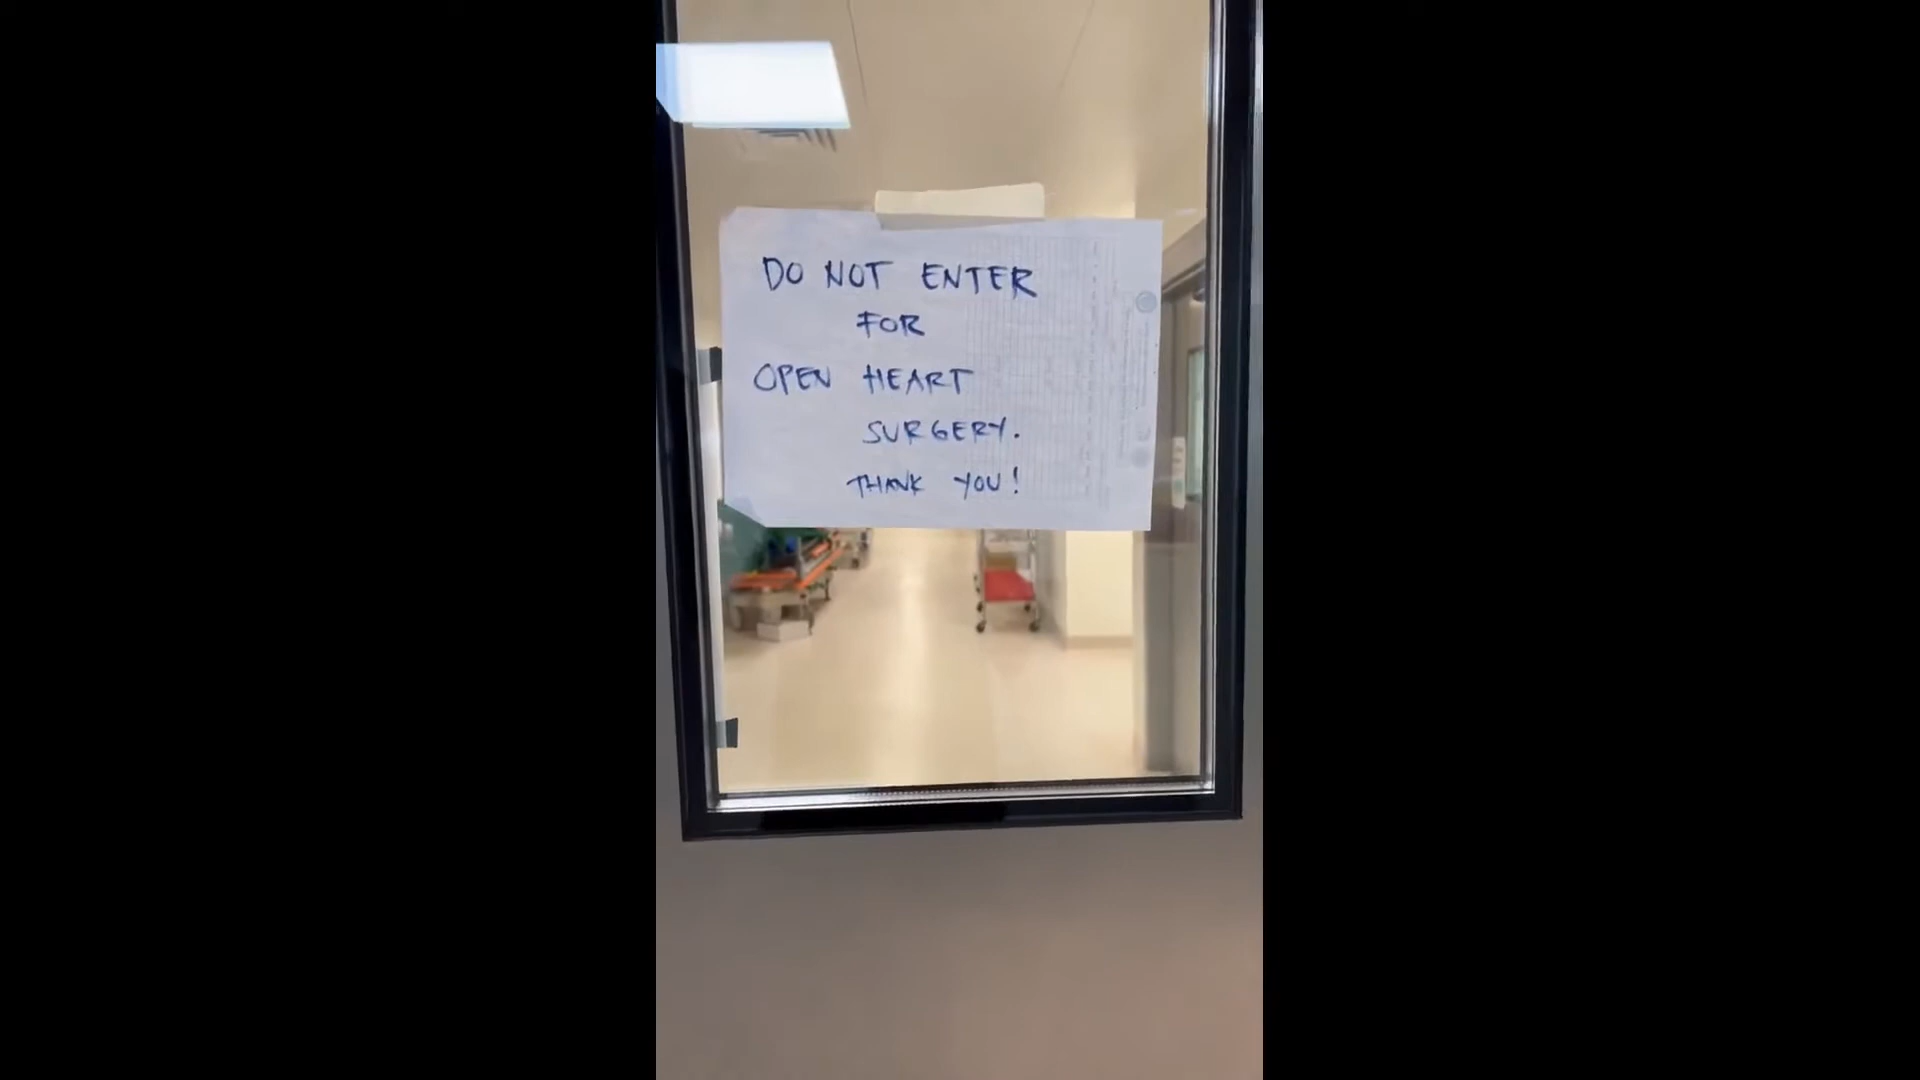 DO NOT ENTER
FOR
OPEN HEART
SURGERY.
THANK YOU!